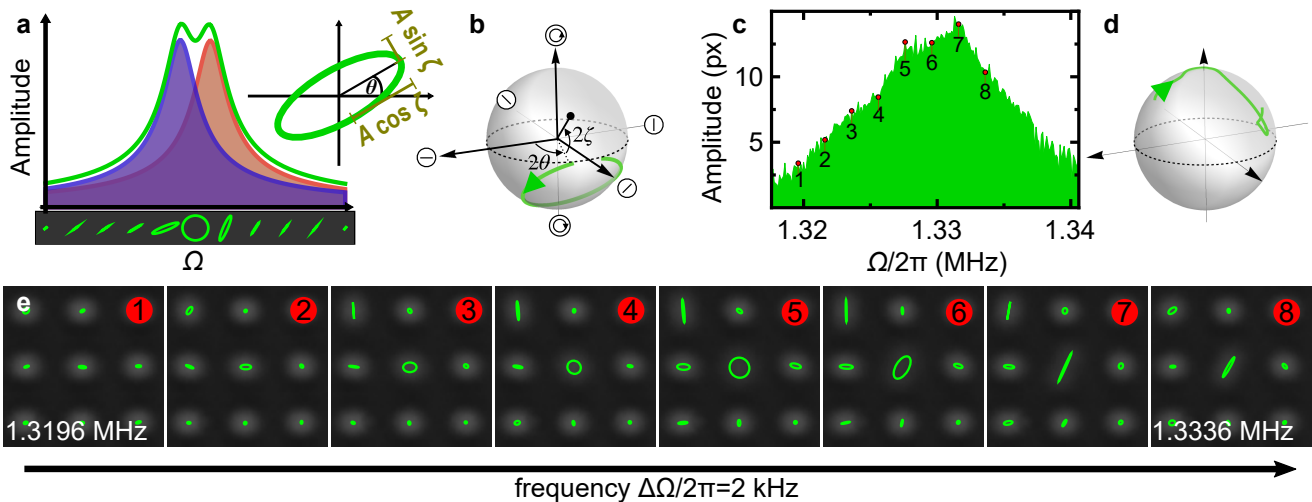 a
Amplitude
Ω
A sin ζ
θ
A cos ζ
b
2ζ
2θ
c
Amplitude (px)
10
5
1
2
3
4
5
6
7
8
1.32
1.33
1.34
Ω/2π (MHz)
d
e
1
2
3
4
5
6
7
8
1.3196 MHz
1.3336 MHz
frequency ΔΩ/2π=2 kHz